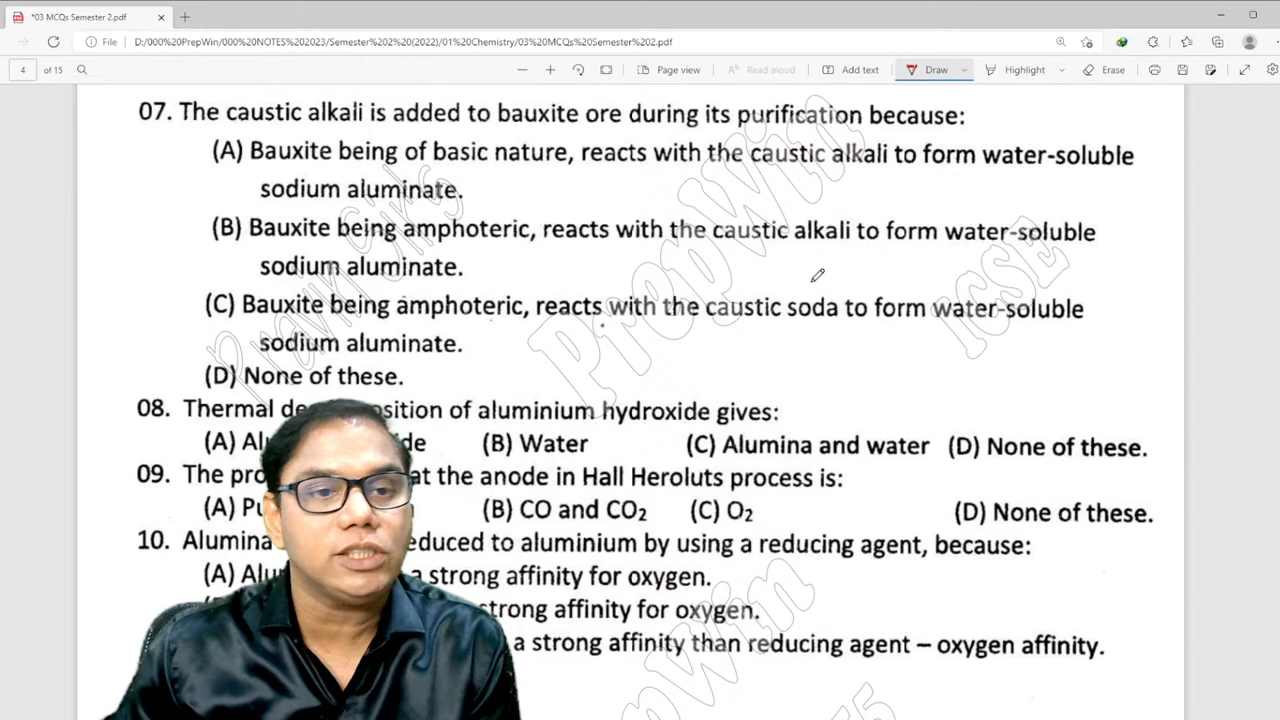 *03 MCQs Semester 2.pdf
File D:/000%20PrepWin/000%20NOTES%202023/Semester%202%20(2022)/01%20Chemistry/03%20MCQs%20Semester%202.pdf
4 of 15 Page view Read aloud Add text Draw Highlight Erase
07. The caustic alkali is added to bauxite ore during its purification because:
(A) Bauxite being of basic nature, reacts with the caustic alkali to form water-soluble
sodium aluminate.
(B) Bauxite being amphoteric, reacts with the caustic alkali to form water-soluble
sodium aluminate.
(C) Bauxite being amphoteric, reacts with the caustic soda to form water-soluble
sodium aluminate.
(D) None of these.
08. Thermal de sition of aluminium hydroxide gives:
(A) Al de (B) Water (C) Alumina and water (D) None of these.
09. The pro at the anode in Hall Heroluts process is:
(A) Pu (B) CO and CO₂ (C) O₂ (D) None of these.
10. Alumina educed to aluminium by using a reducing agent, because:
(A) Alu a strong affinity for oxygen.
strong affinity for oxygen.
a strong affinity than reducing agent – oxygen affinity.
Pravin Sir's
PrepWin
ICSE
PrepWin